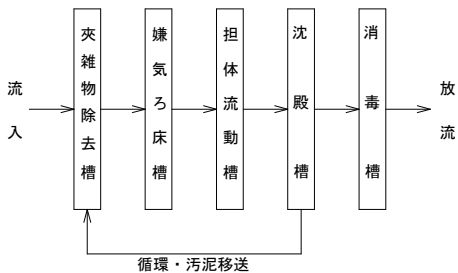 流入
夾雑物除去槽
嫌気ろ床槽
担体流動槽
沈殿槽
消毒槽
放流
循環・汚泥移送